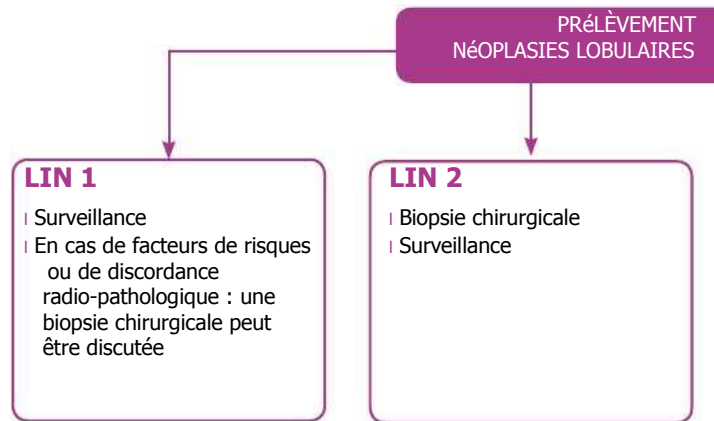 PRéLÈVEMENT
NéOPLASIES LOBULAIRES
LIN 1
| Surveillance
| En cas de facteurs de risques
ou de discordance
radio-pathologique : une
biopsie chirurgicale peut
être discutée
LIN 2
| Biopsie chirurgicale
| Surveillance